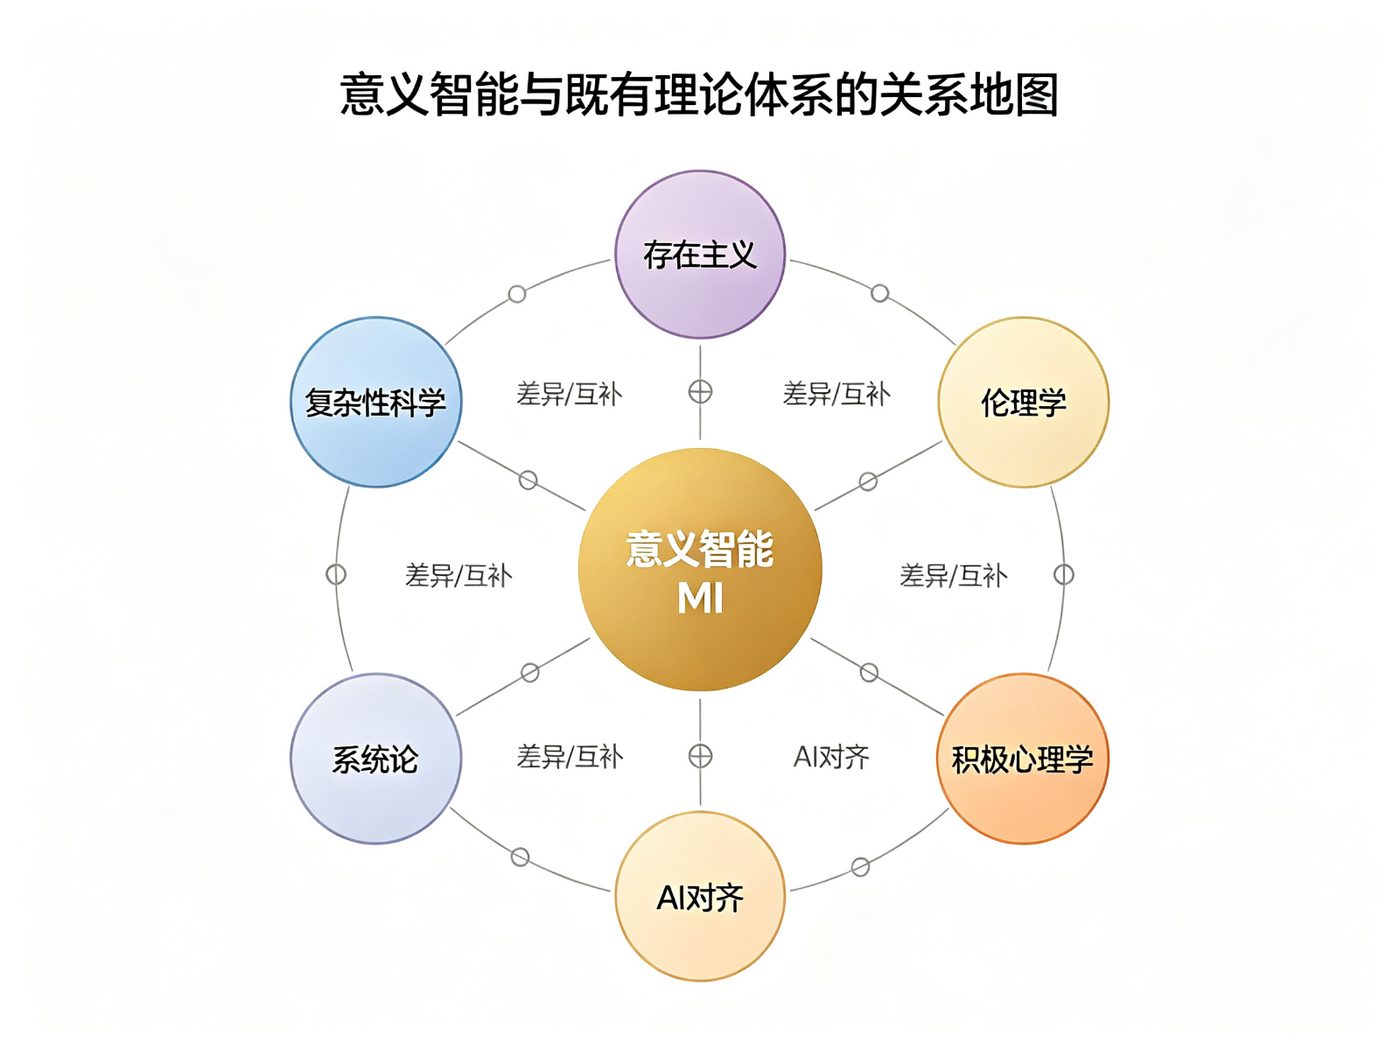 意义智能与既有理论体系的关系地图
存在主义
复杂性科学
差异/互补
差异/互补
伦理学
意义智能
MI
差异/互补
差异/互补
系统论
差异/互补
AI对齐
积极心理学
AI对齐